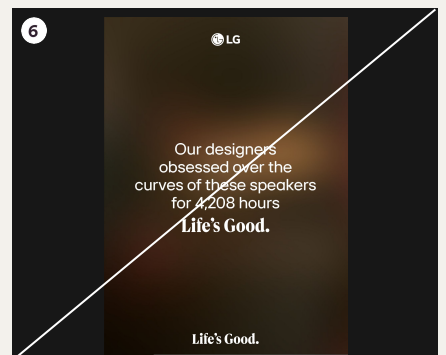 6
LG
Our designers
obsessed over the
curves of these speakers
for 4,208 hours
Life's Good.
Life's Good.